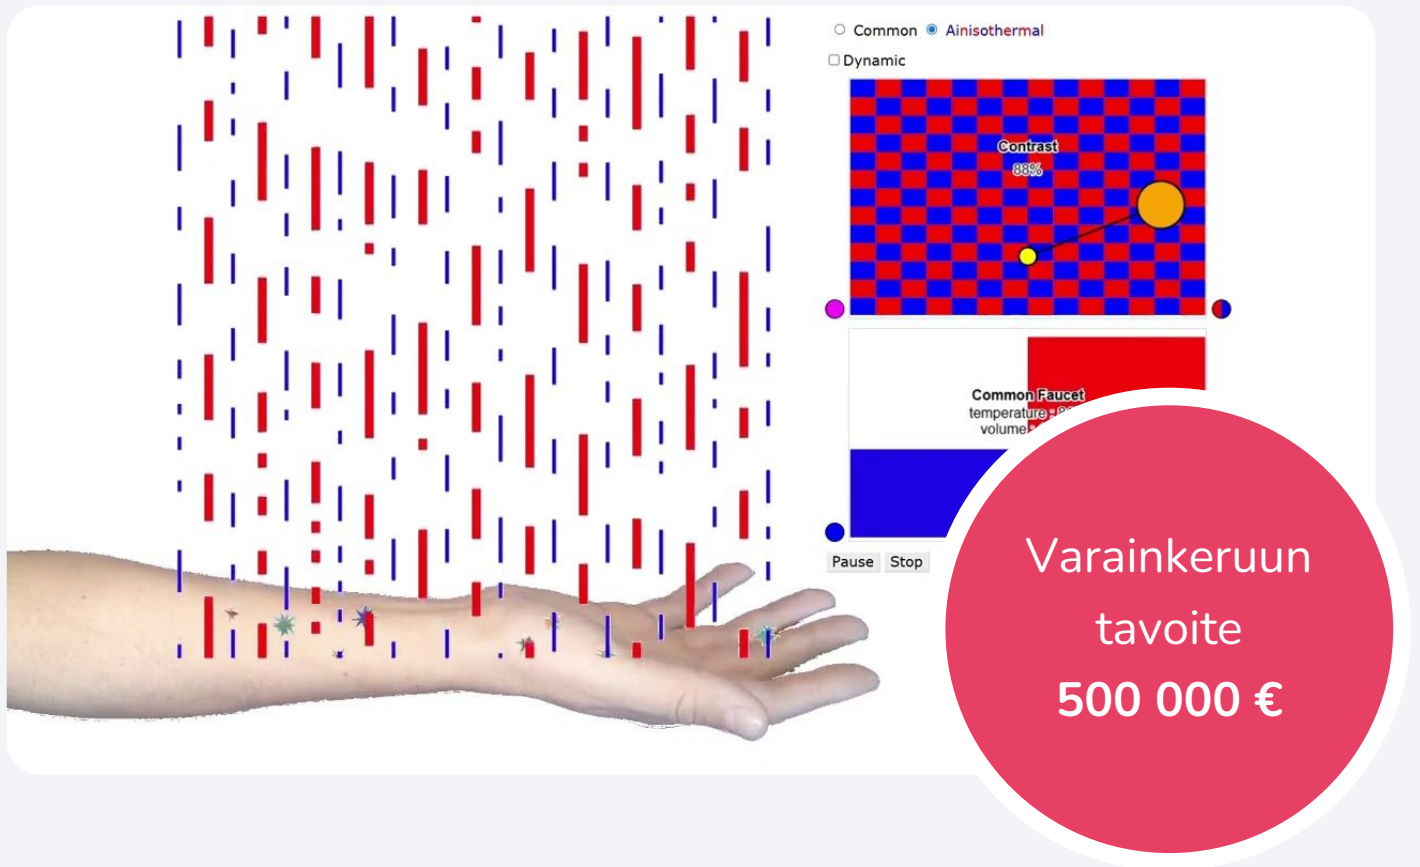 Common Ainisothermal
Dynamic
Contrast
88%
Common Faucet
temperature
volume
Pause Stop
Varainkeruun
tavoite
500 000 €